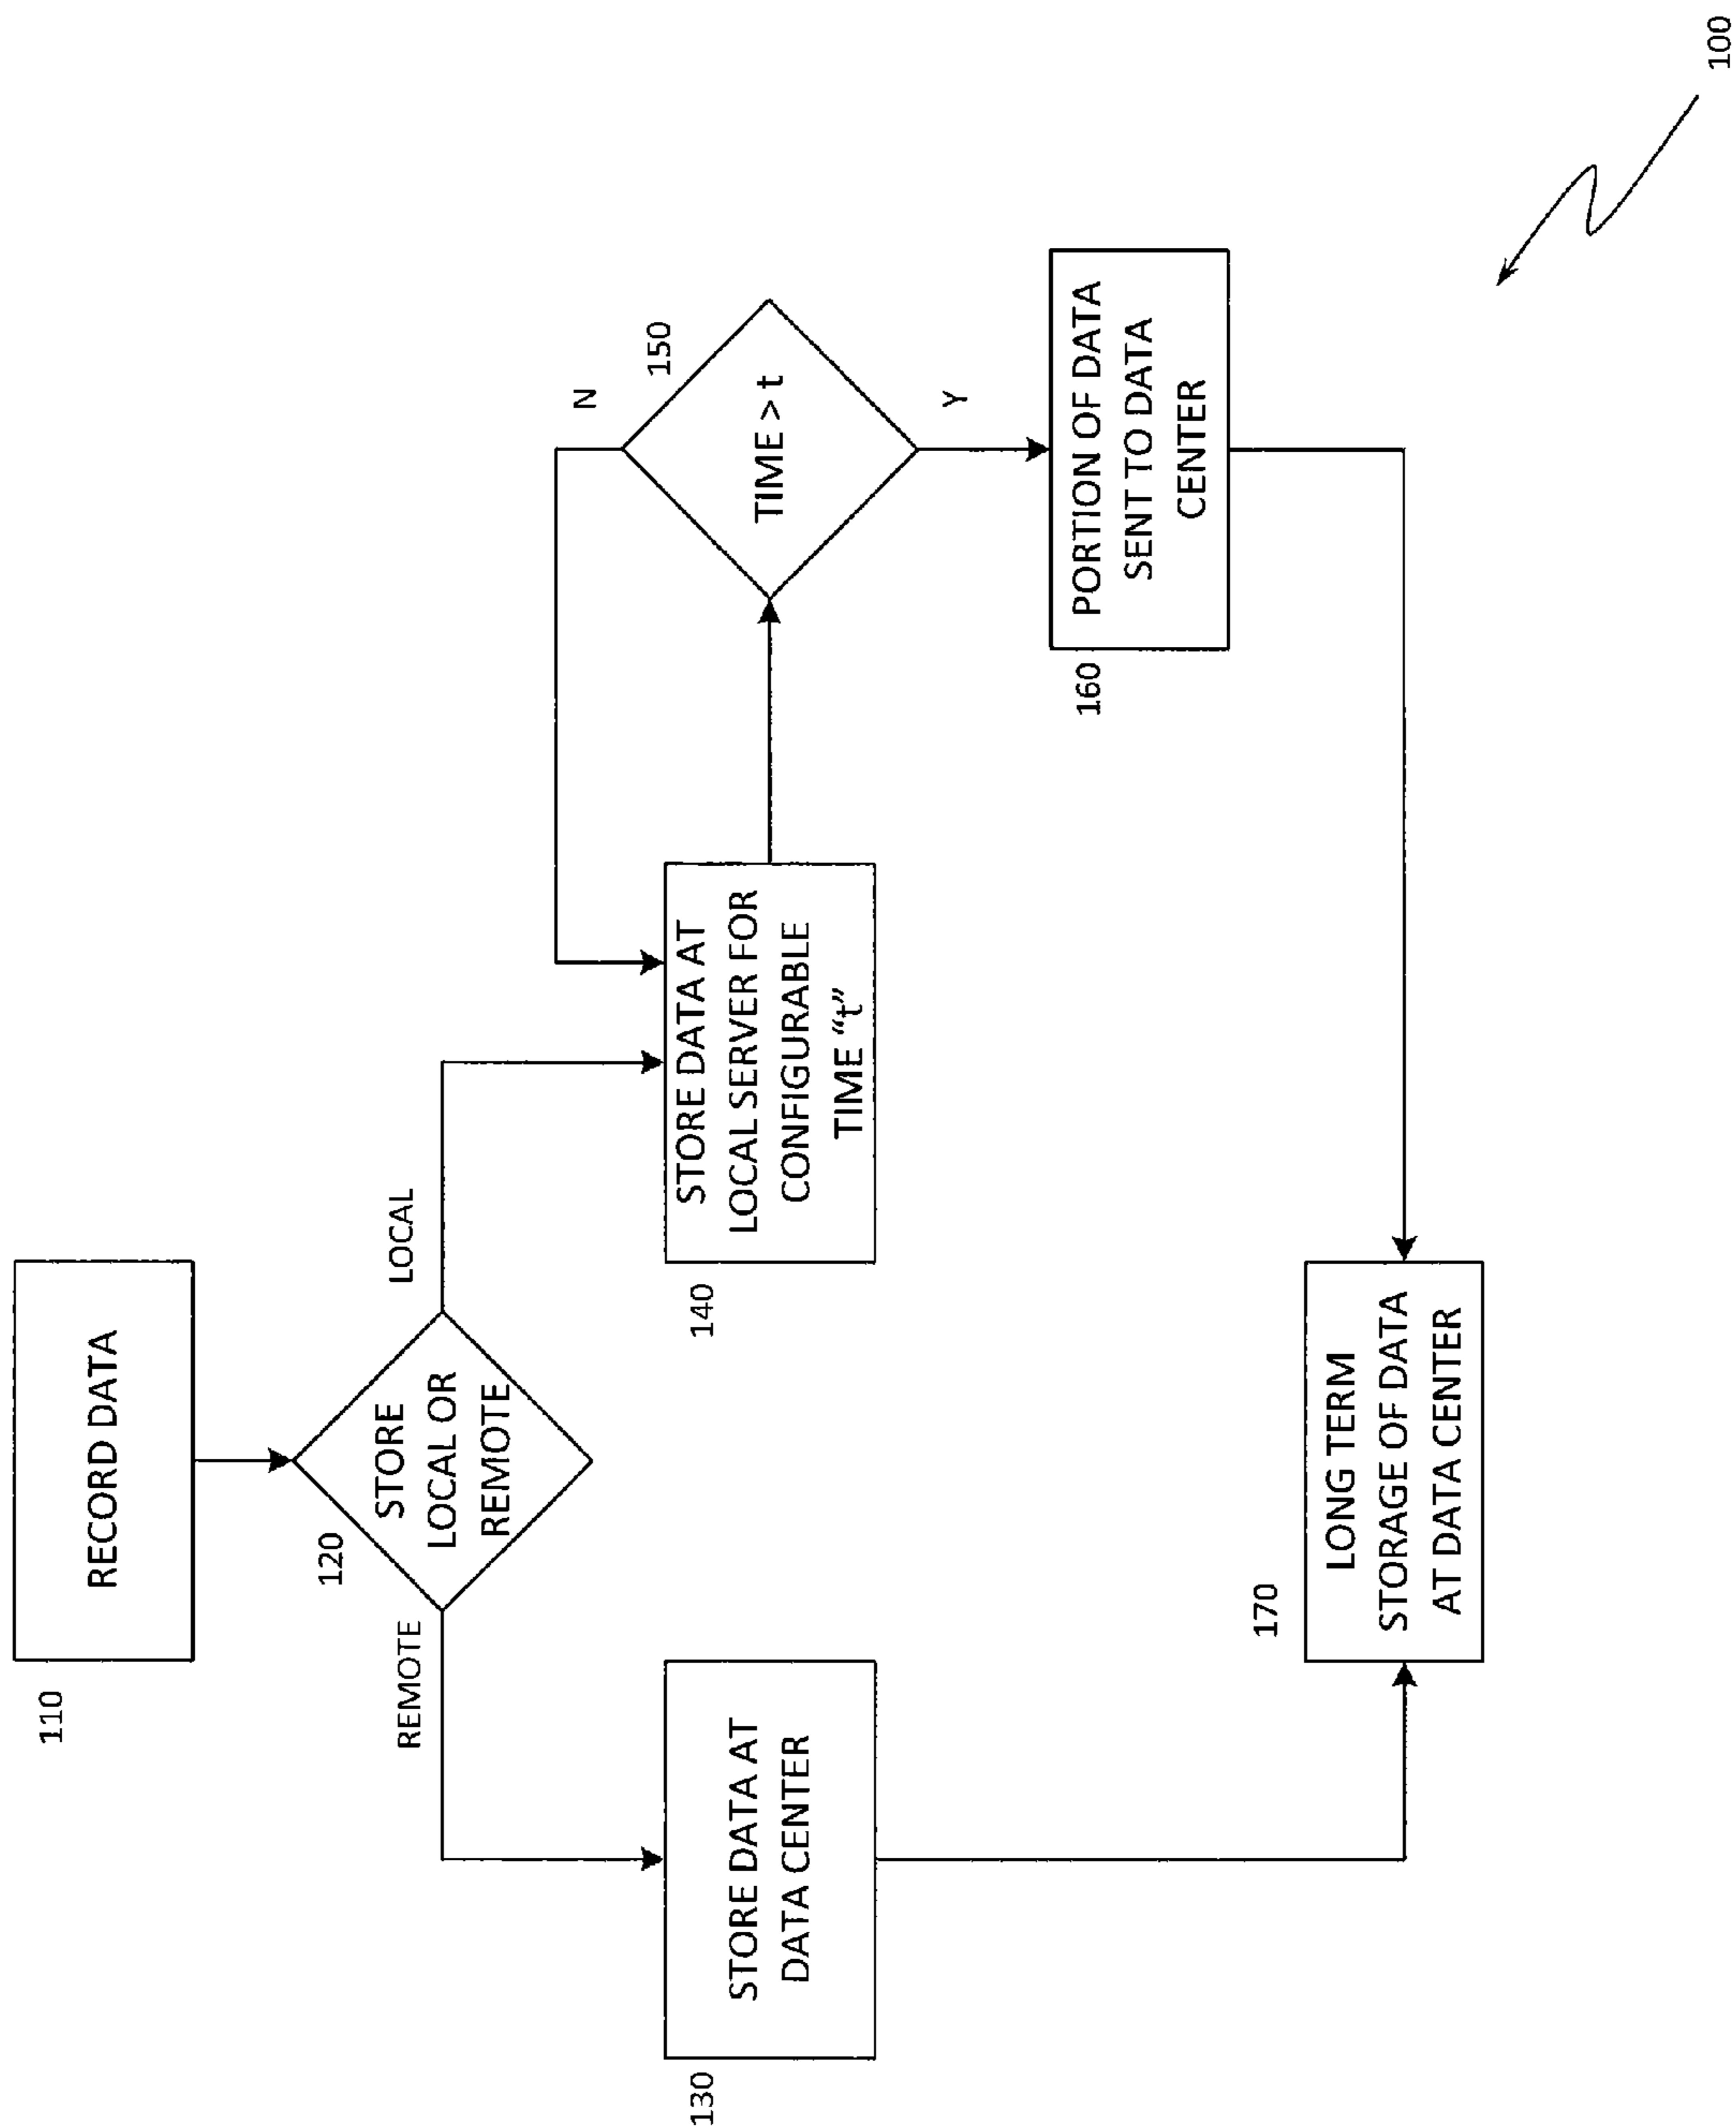 110
RECORD DATA
120
STORE
LOCAL OR
REMOTE
REMOTE
LOCAL
130
STORE DATA AT
DATA CENTER
140
STORE DATA AT
LOCAL SERVER FOR
CONFIGURABLE
TIME “t”
N
150
TIME > t
Y
160
PORTION OF DATA
SENT TO DATA
CENTER
170
LONG TERM
STORAGE OF DATA
AT DATA CENTER
100